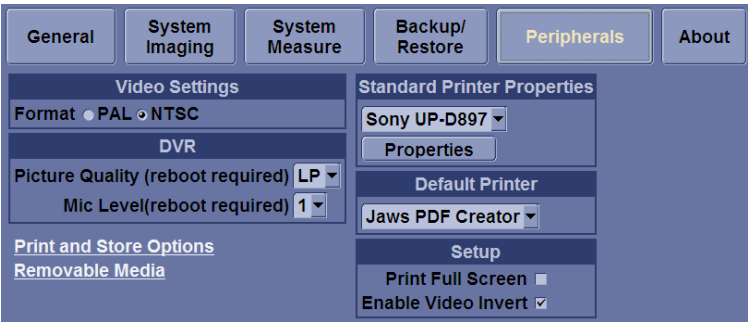 General
System
Imaging
System
Measure
Backup/
Restore
Peripherals
About
Video Settings
Format PAL NTSC
DVR
Picture Quality (reboot required) LP
Mic Level(reboot required) 1
Print and Store Options
Removable Media
Standard Printer Properties
Sony UP-D897
Properties
Default Printer
Jaws PDF Creator
Setup
Print Full Screen
Enable Video Invert